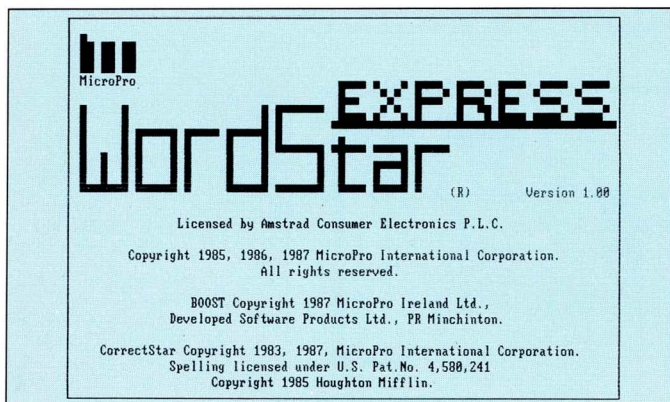 MicroPro
EXPRESS
WordStar
(R) Version 1.00
Licensed by Amstrad Consumer Electronics P.L.C.
Copyright 1985, 1986, 1987 MicroPro International Corporation.
All rights reserved.
BOOST Copyright 1987 MicroPro Ireland Ltd.,
Developed Software Products Ltd., PR Minchinton.
CorrectStar Copyright 1983, 1987, MicroPro International Corporation.
Spelling licensed under U.S. Pat.No. 4,580,241
Copyright 1985 Houghton Mifflin.